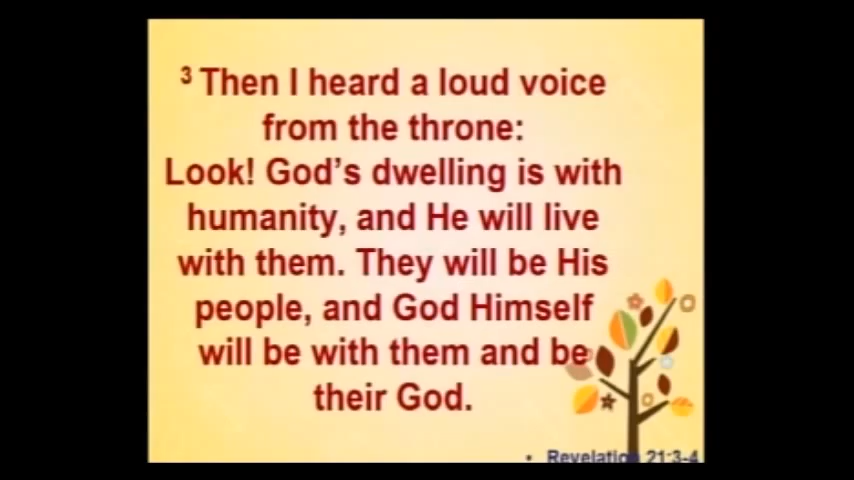 ³ Then I heard a loud voice
from the throne:
Look! God's dwelling is with
humanity, and He will live
with them. They will be His
people, and God Himself
will be with them and be
their God.
• Revelation 21:3-4